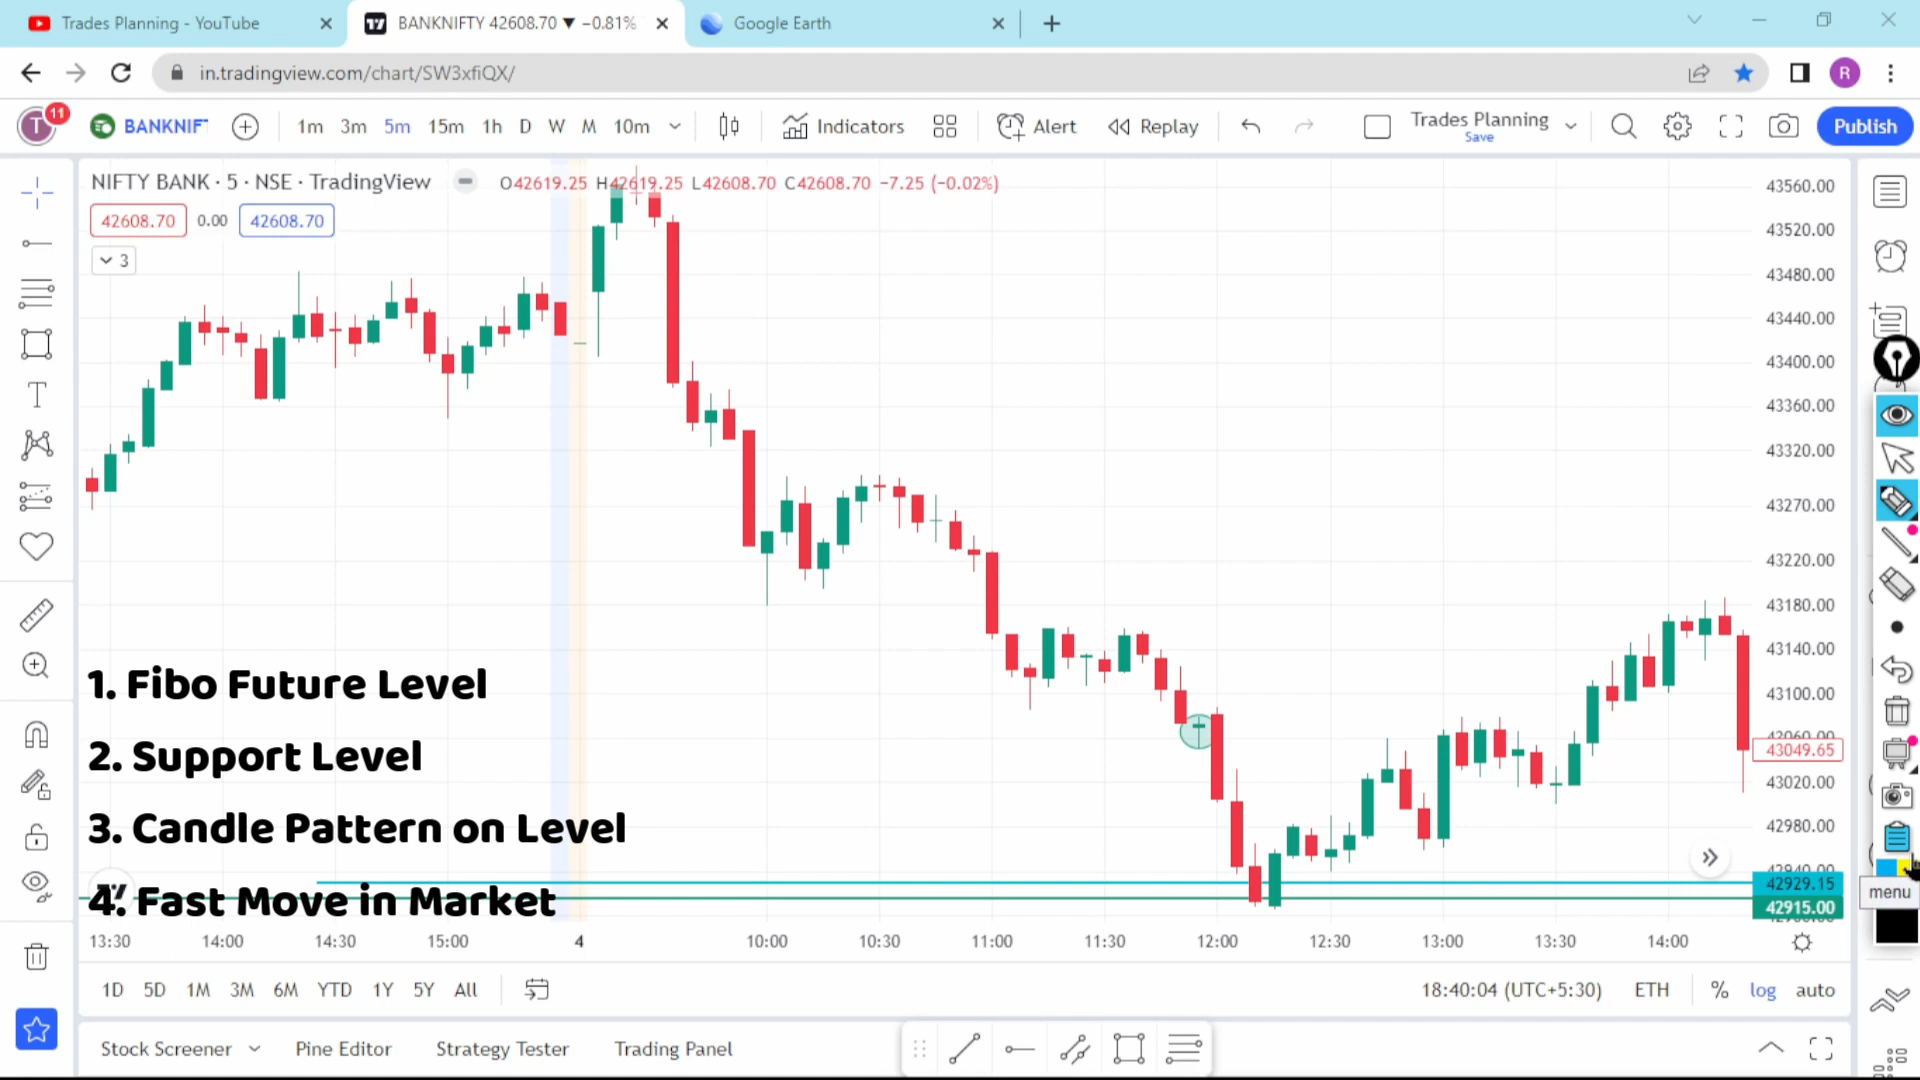 Trades Planning - YouTube
BANKNIFTY 42608.70 ▼ −0.81%
Google Earth
in.tradingview.com/chart/SW3xfiQX/
R
T
11
BANKNIF
1m 3m 5m 15m 1h D W M 10m
Indicators
Alert
Replay
Trades Planning
Save
Publish
NIFTY BANK · 5 · NSE · TradingView
O42619.25 H42619.25 L42608.70 C42608.70 −7.25 (−0.02%)
42608.70 0.00 42608.70
3
43560.00
43520.00
43480.00
43440.00
43400.00
43360.00
43320.00
43270.00
43220.00
43180.00
43140.00
43100.00
43049.65
43020.00
42980.00
42929.15
42915.00
1. Fibo Future Level
2. Support Level
3. Candle Pattern on Level
4. Fast Move in Market
menu
13:30 14:00 14:30 15:00 4 10:00 10:30 11:00 11:30 12:00 12:30 13:00 13:30 14:00
1D 5D 1M 3M 6M YTD 1Y 5Y All
18:40:04 (UTC+5:30) ETH % log auto
Stock Screener Pine Editor Strategy Tester Trading Panel